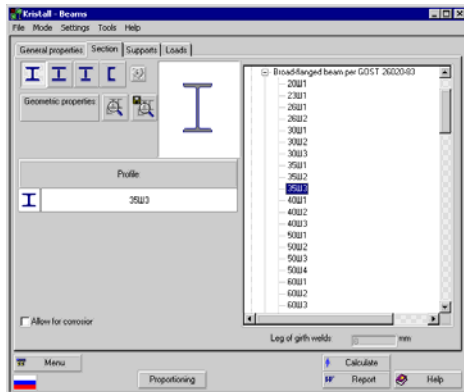 Kristall - Beams
File Mode Settings Tools Help
General properties Section Supports Loads
Geometric properties
Profile
35Ш3
Allow for corrosion
Broad-flanged beam per GOST 26020-83
20Ш1
23Ш1
26Ш1
26Ш2
30Ш1
30Ш2
30Ш3
35Ш1
35Ш2
35Ш3
40Ш1
40Ш2
40Ш3
50Ш1
50Ш2
50Ш3
50Ш4
60Ш1
60Ш2
60Ш3
Leg of girth welds mm
Menu Calculate
Proportioning Report Help